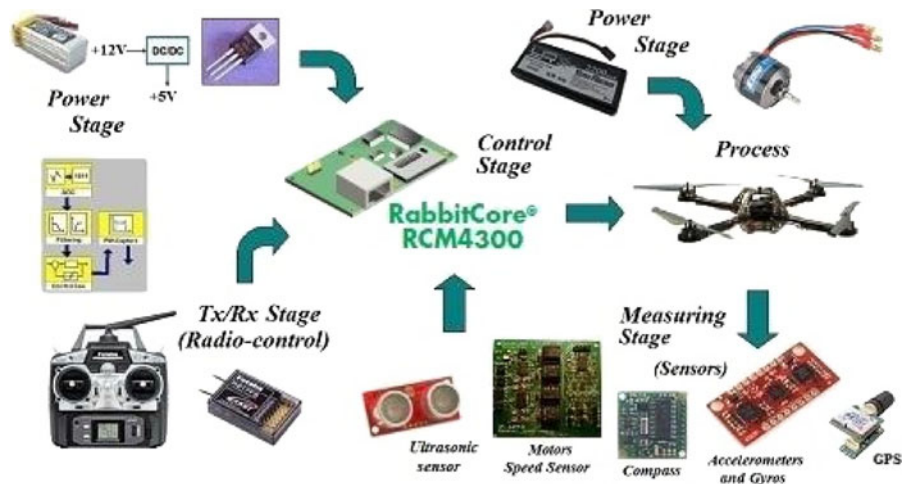 +12V
DC/DC
+5V
Power
Stage
Power
Stage
Control
Stage
Process
RabbitCore®
RCM4300
Tx/Rx Stage
(Radio-control)
Measuring
Stage
(Sensors)
Ultrasonic
sensor
Motors
Speed Sensor
Compass
Accelerometers
and Gyros
GPS